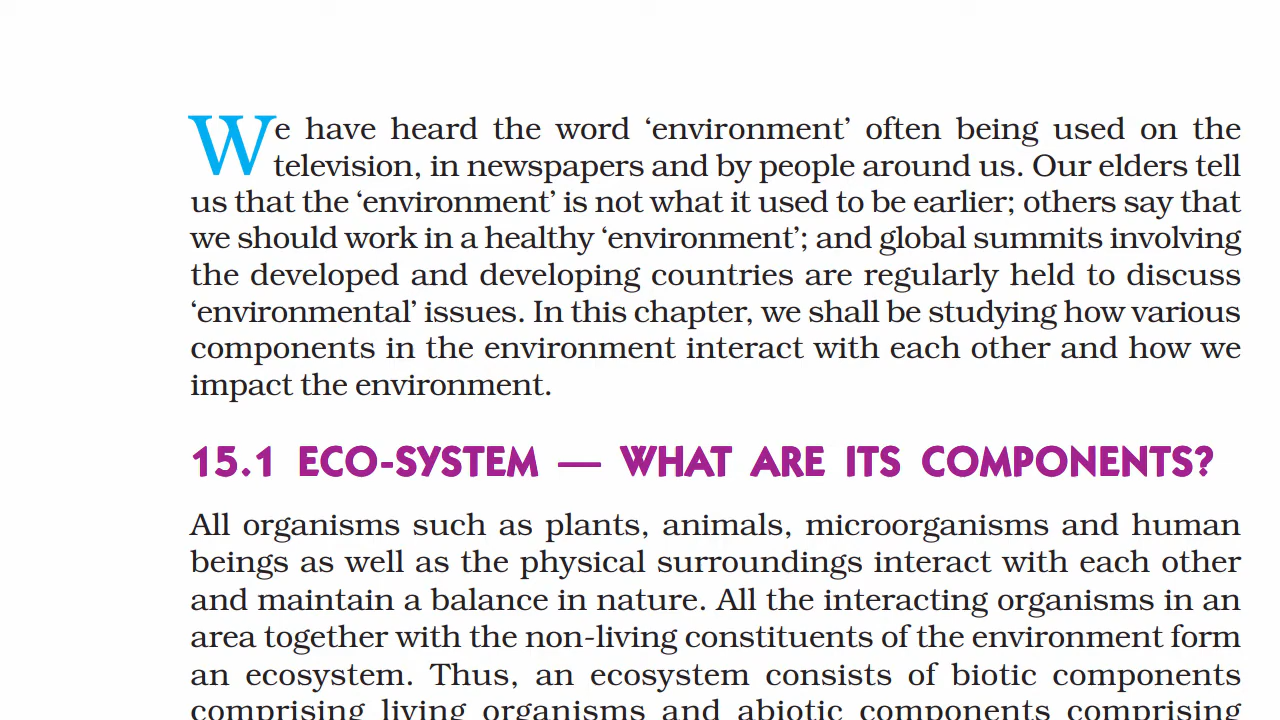 We have heard the word ‘environment’ often being used on the
television, in newspapers and by people around us. Our elders tell
us that the ‘environment’ is not what it used to be earlier; others say that
we should work in a healthy ‘environment’; and global summits involving
the developed and developing countries are regularly held to discuss
‘environmental’ issues. In this chapter, we shall be studying how various
components in the environment interact with each other and how we
impact the environment.
15.1 ECO-SYSTEM — WHAT ARE ITS COMPONENTS?
All organisms such as plants, animals, microorganisms and human
beings as well as the physical surroundings interact with each other
and maintain a balance in nature. All the interacting organisms in an
area together with the non-living constituents of the environment form
an ecosystem. Thus, an ecosystem consists of biotic components
comprising living organisms and abiotic components comprising